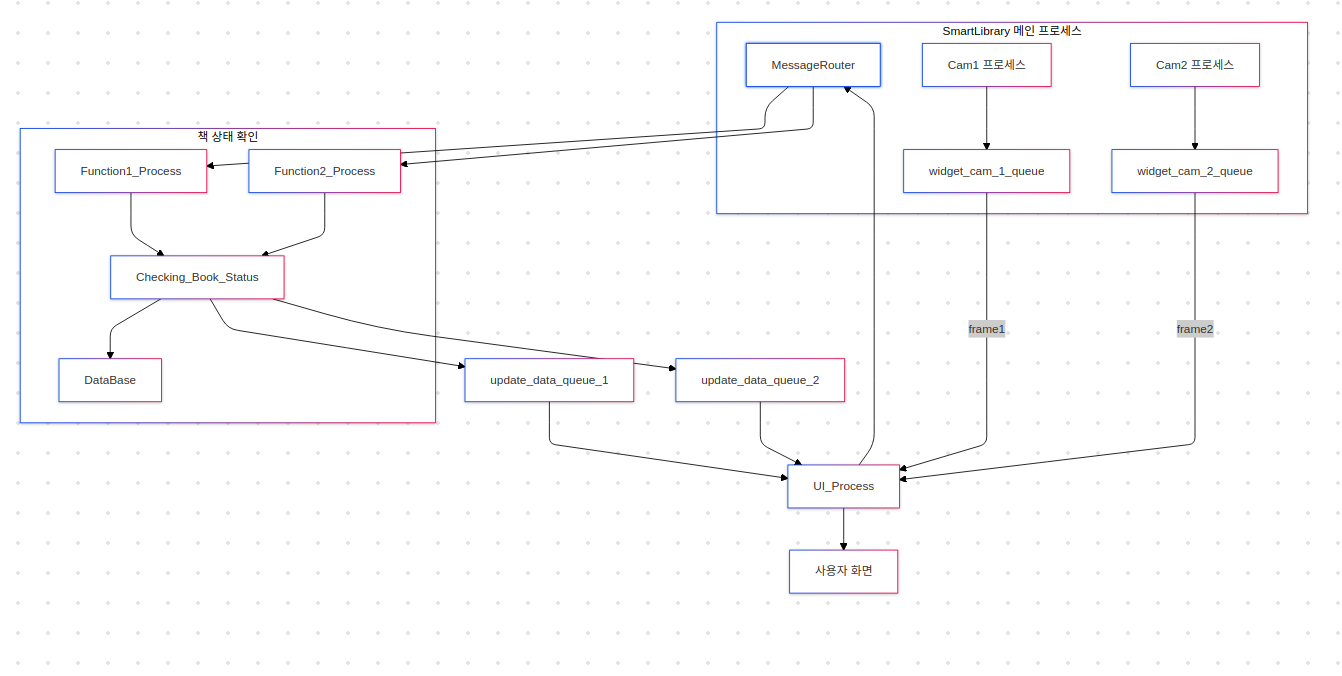 SmartLibrary 메인 프로세스
MessageRouter
Cam1 프로세스
Cam2 프로세스
책 상태 확인
Function1_Process
Function2_Process
widget_cam_1_queue
widget_cam_2_queue
Checking_Book_Status
frame1
frame2
DataBase
update_data_queue_1
update_data_queue_2
UI_Process
사용자 화면